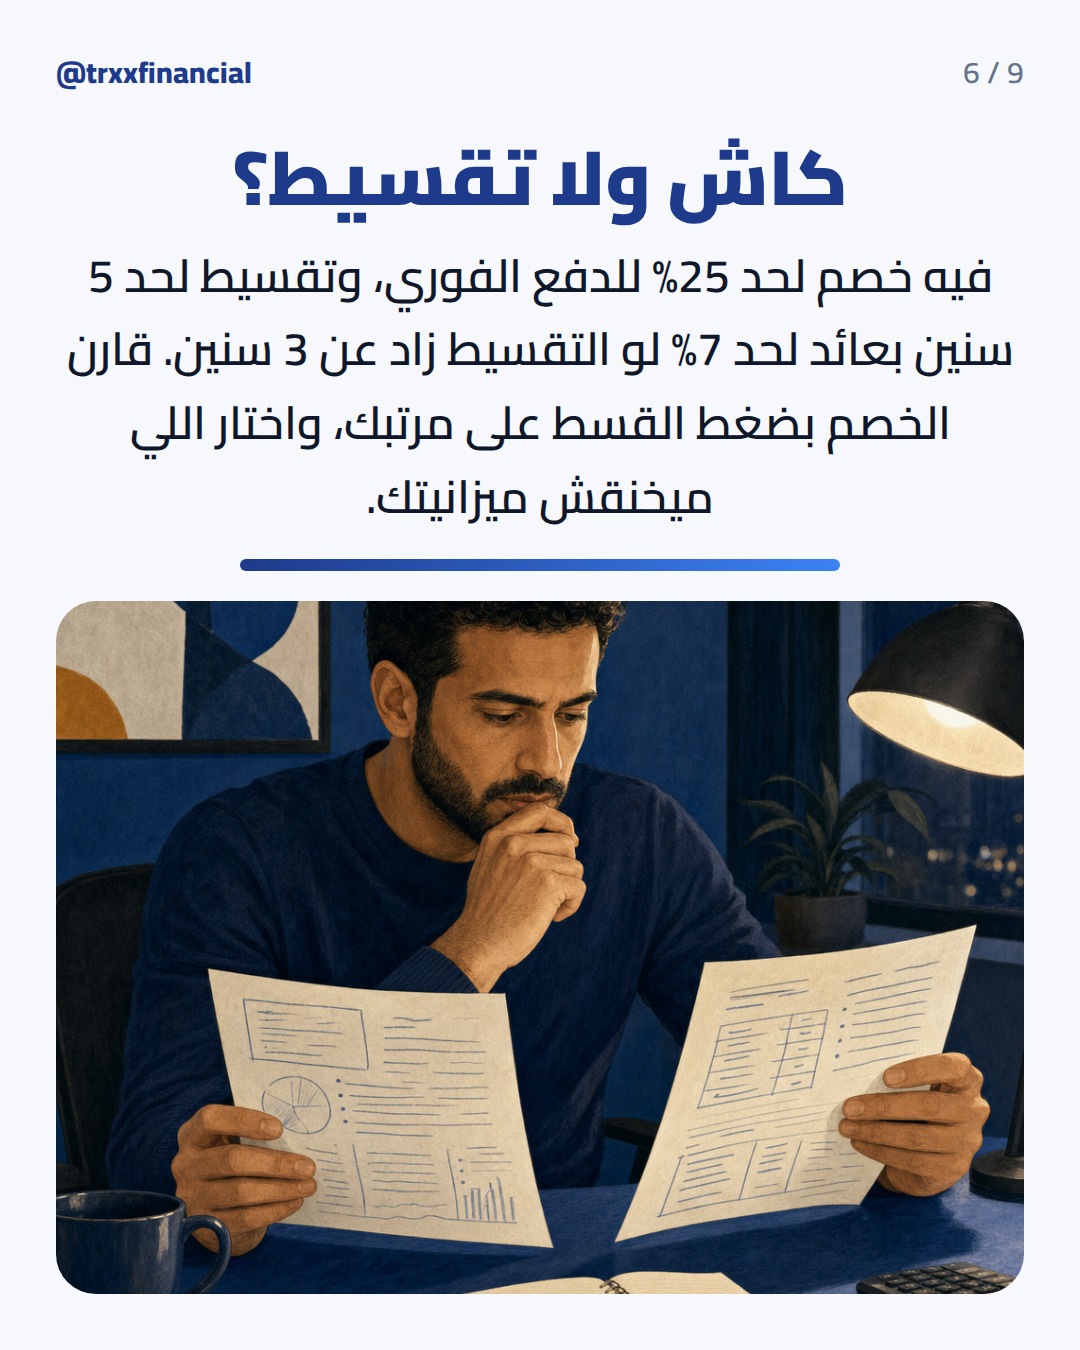 @trxxfinancial
6 / 9
كاش ولا تقسيط؟
فيه خصم لحد 25% للدفع الفوري، وتقسيط لحد 5
سنين بعائد لحد 7% لو التقسيط زاد عن 3 سنين. قارن
الخصم بضغط القسط على مرتبك، واختار اللي
ميخنقش ميزانيتك.